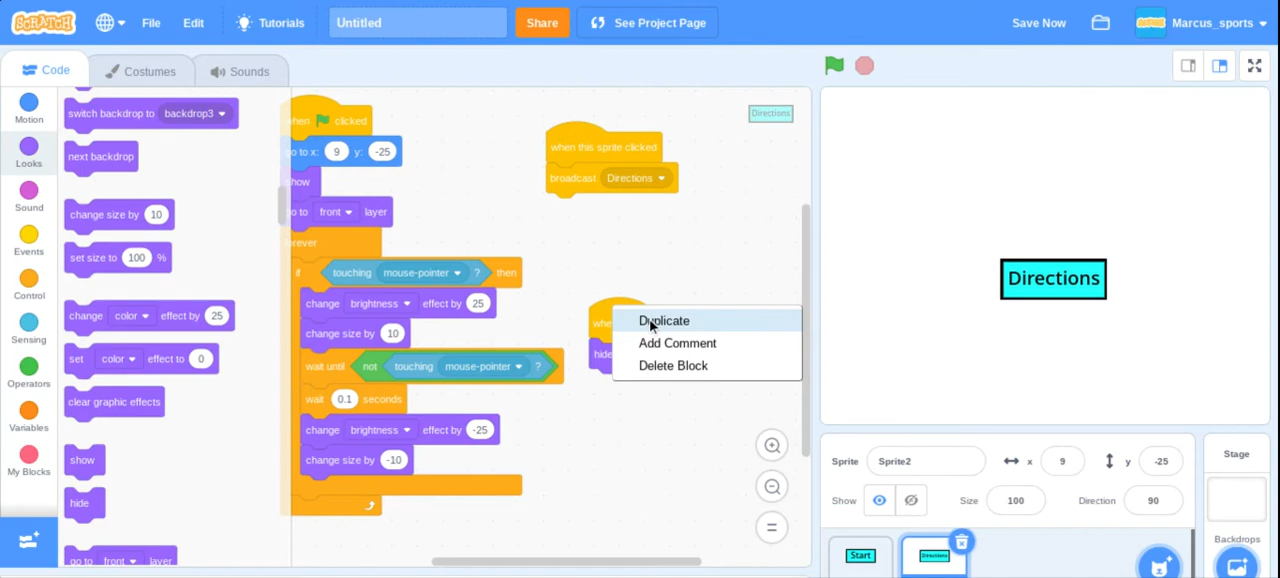 SCRATCH File Edit Tutorials Untitled Share See Project Page Save Now Marcus_sports
Code Costumes Sounds
Motion
Looks
Sound
Events
Control
Sensing
Operators
Variables
My Blocks
switch backdrop to backdrop3
next backdrop
change size by 10
set size to 100 %
change color effect by 25
set color effect to 0
clear graphic effects
show
hide
go to front layer
when clicked
go to x: 9 y: -25
show
go to front layer
forever
if touching mouse-pointer ? then
change brightness effect by 25
change size by 10
wait until not touching mouse-pointer ?
wait 0.1 seconds
change brightness effect by -25
change size by -10
Directions
when this sprite clicked
broadcast Directions
hide
Duplicate
Add Comment
Delete Block
Directions
Sprite Sprite2 x 9 y -25
Show Size 100 Direction 90
Start
Directions
Stage
Backdrops